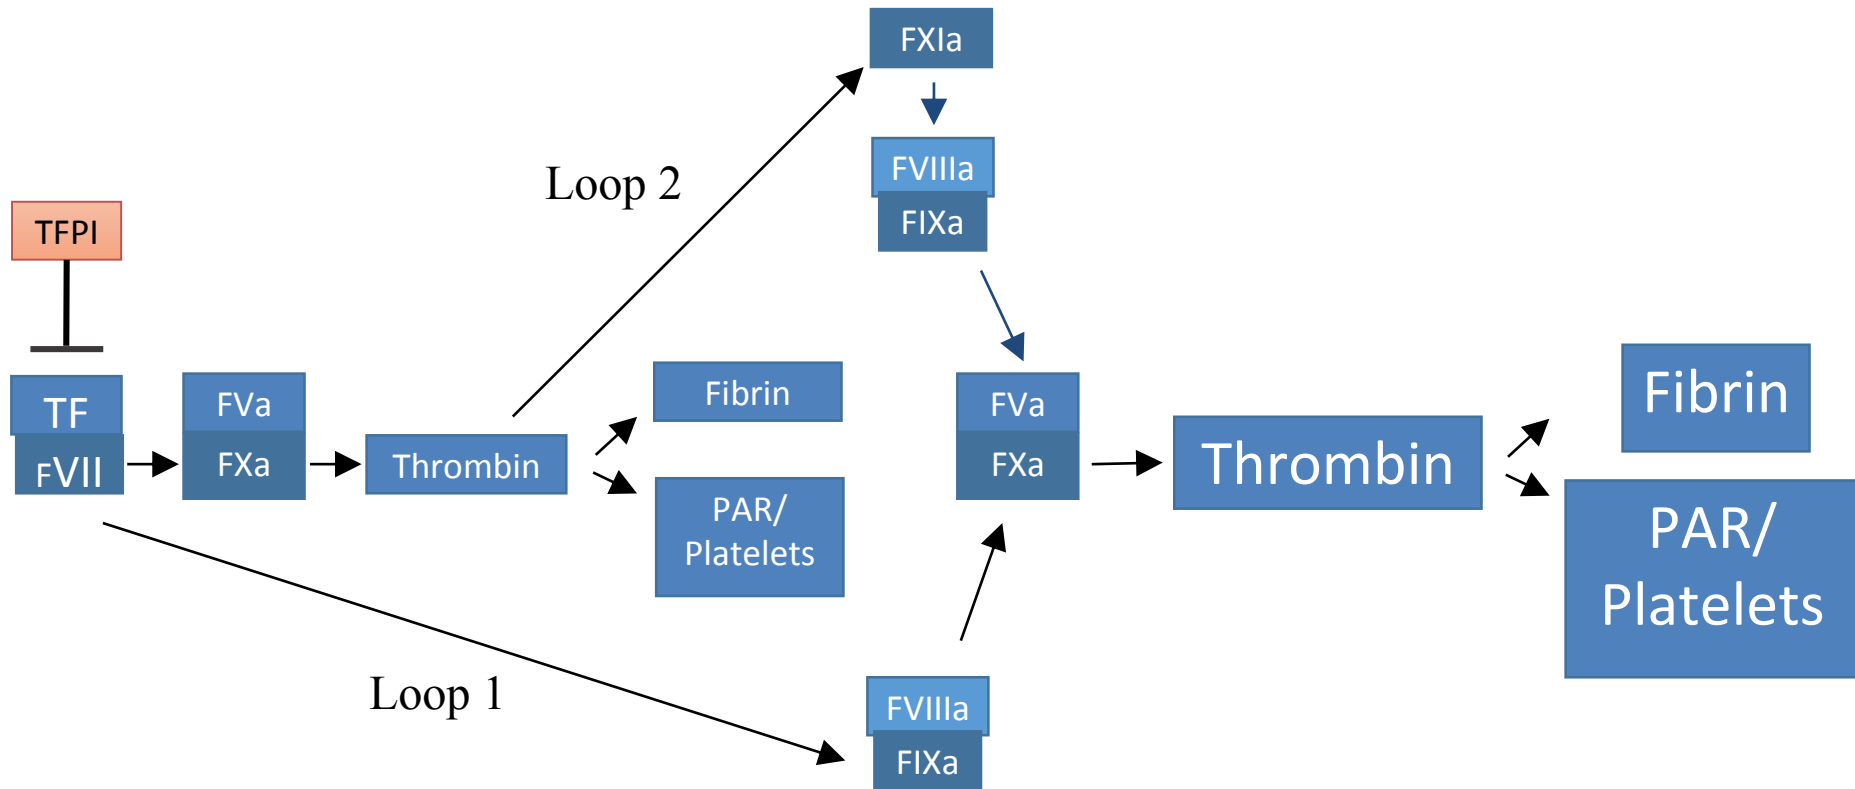 FXIa
FVIIIa
FIXa
Loop 2
TFPI
TF
FVII
FVa
FXa
Thrombin
Fibrin
PAR/
Platelets
FVa
FXa
Thrombin
Fibrin
PAR/
Platelets
Loop 1
FVIIIa
FIXa